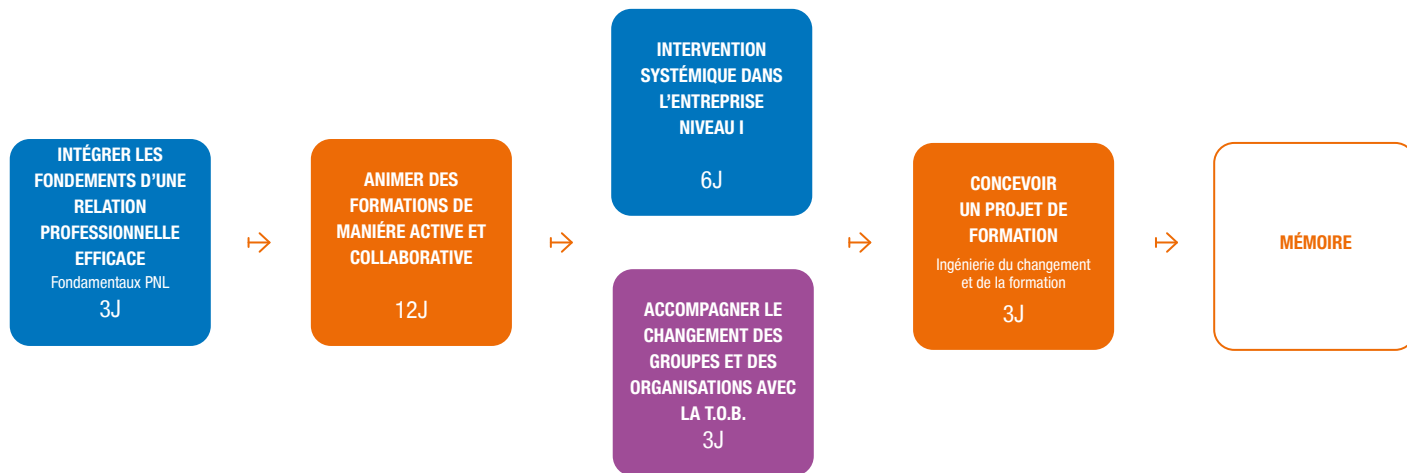 INTÉGRER LES
FONDEMENTS D'UNE
RELATION
PROFESSIONNELLE
EFFICACE
Fondamentaux PNL
3J
ANIMER DES
FORMATIONS DE
MANIÉRE ACTIVE ET
COLLABORATIVE
12J
INTERVENTION
SYSTÉMIQUE DANS
L'ENTREPRISE
NIVEAU I
6J
ACCOMPAGNER LE
CHANGEMENT DES
GROUPES ET DES
ORGANISATIONS AVEC
LA T.O.B.
3J
CONCEVOIR
UN PROJET DE
FORMATION
Ingénierie du changement
et de la formation
3J
MÉMOIRE